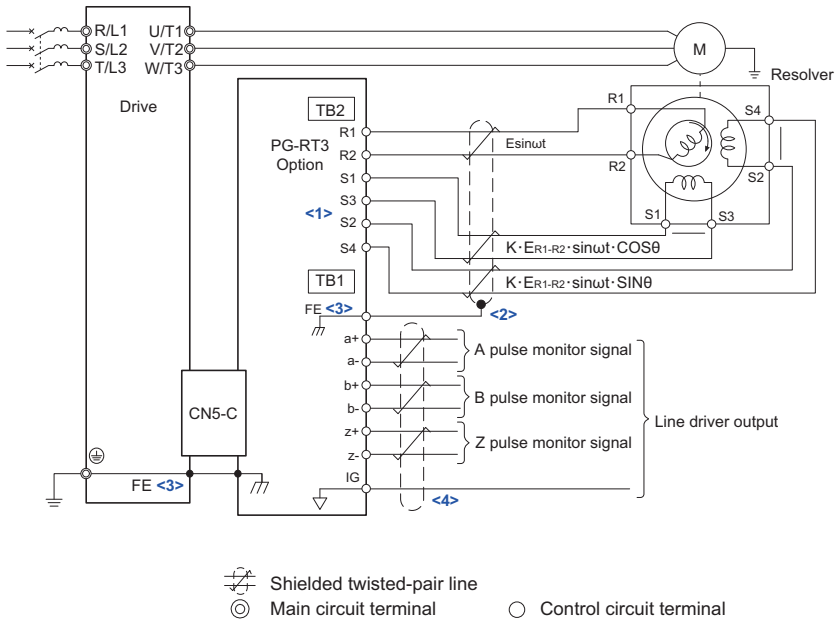 R/L1 U/T1
S/L2 V/T2
T/L3 W/T3
M
Resolver
Drive
TB2
PG-RT3
Option
R1
R2
S1
<1>
S3
S2
S4
Esinωt
R1
S4
R2
S2
S1
S3
K·ER1-R2·sinωt·COSθ
K·ER1-R2·sinωt·SINθ
TB1
FE <3>
<2>
a+
a-
A pulse monitor signal
b+
b-
B pulse monitor signal
Line driver output
z+
z-
Z pulse monitor signal
CN5-C
FE <3>
IG
<4>
Shielded twisted-pair line
Main circuit terminal
Control circuit terminal